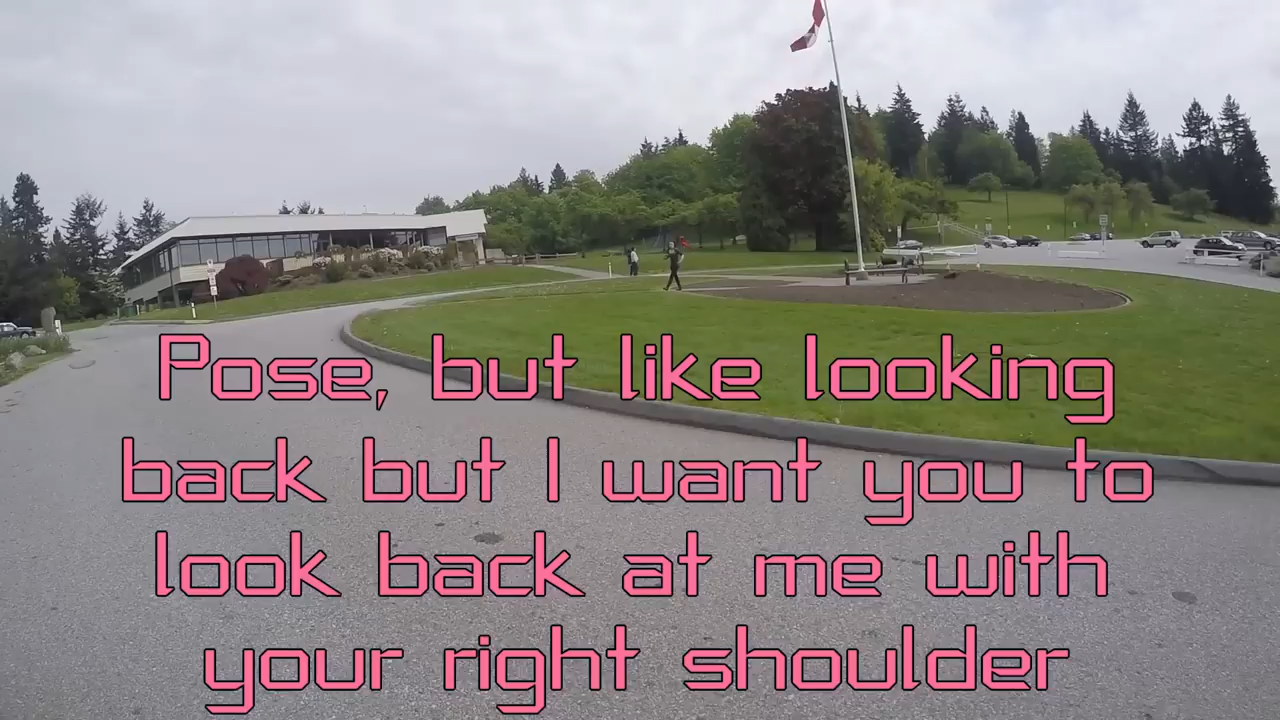 Pose, but like looking
back but I want you to
look back at me with
your right shoulder